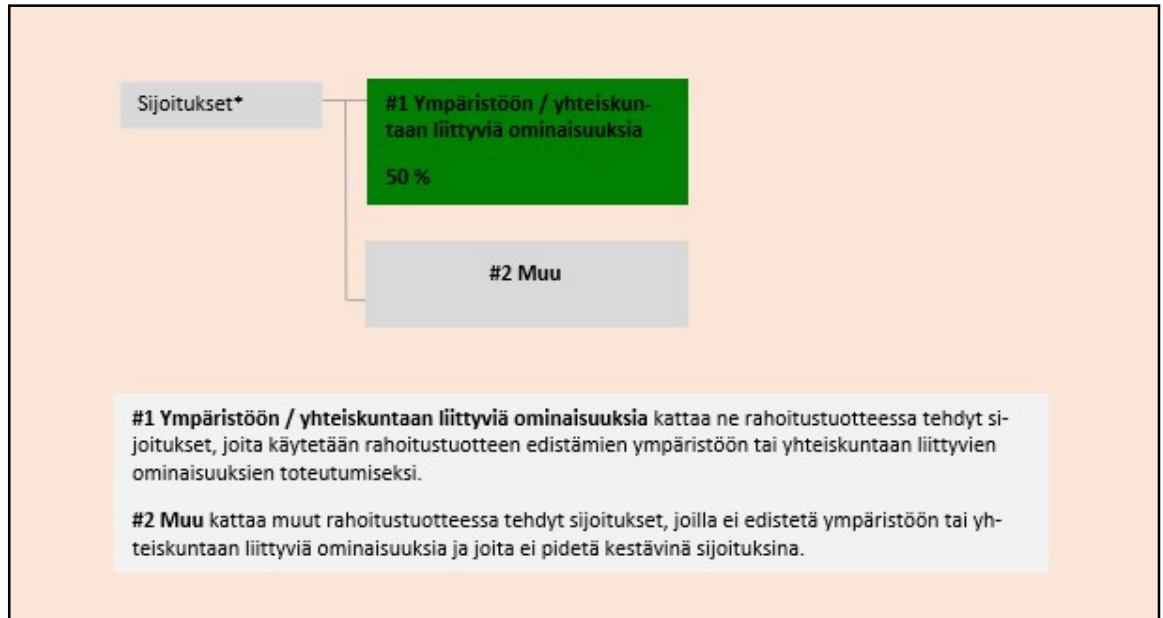 Sijoitukset*
#1 Ympäristöön / yhteiskun-
taan liittyviä ominaisuuksia
50 %
#2 Muu
#1 Ympäristöön / yhteiskuntaan liittyviä ominaisuuksia kattaa ne rahoitustuotteessa tehdyt si-
joitukset, joita käytetään rahoitustuotteen edistämien ympäristöön tai yhteiskuntaan liittyvien
ominaisuuksien toteutumiseksi.
#2 Muu kattaa muut rahoitustuotteessa tehdyt sijoitukset, joilla ei edistetä ympäristöön tai yh-
teiskuntaan liittyviä ominaisuuksia ja joita ei pidetä kestävinä sijoituksina.